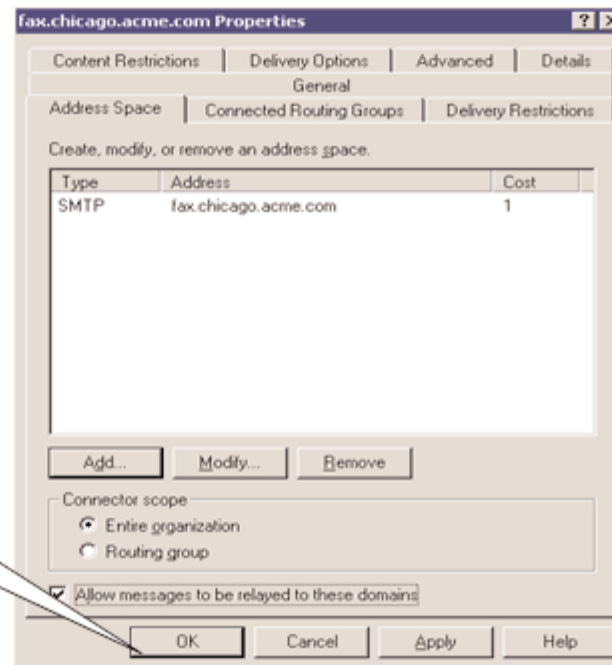 fax.chicago.acme.com Properties
Content Restrictions Delivery Options Advanced Details
General
Address Space Connected Routing Groups Delivery Restrictions
Create, modify, or remove an address space.
Type Address Cost
SMTP fax.chicago.acme.com 1
Add... Modify... Remove
Connector scope
Entire organization
Routing group
Allow messages to be relayed to these domains
OK Cancel Apply Help